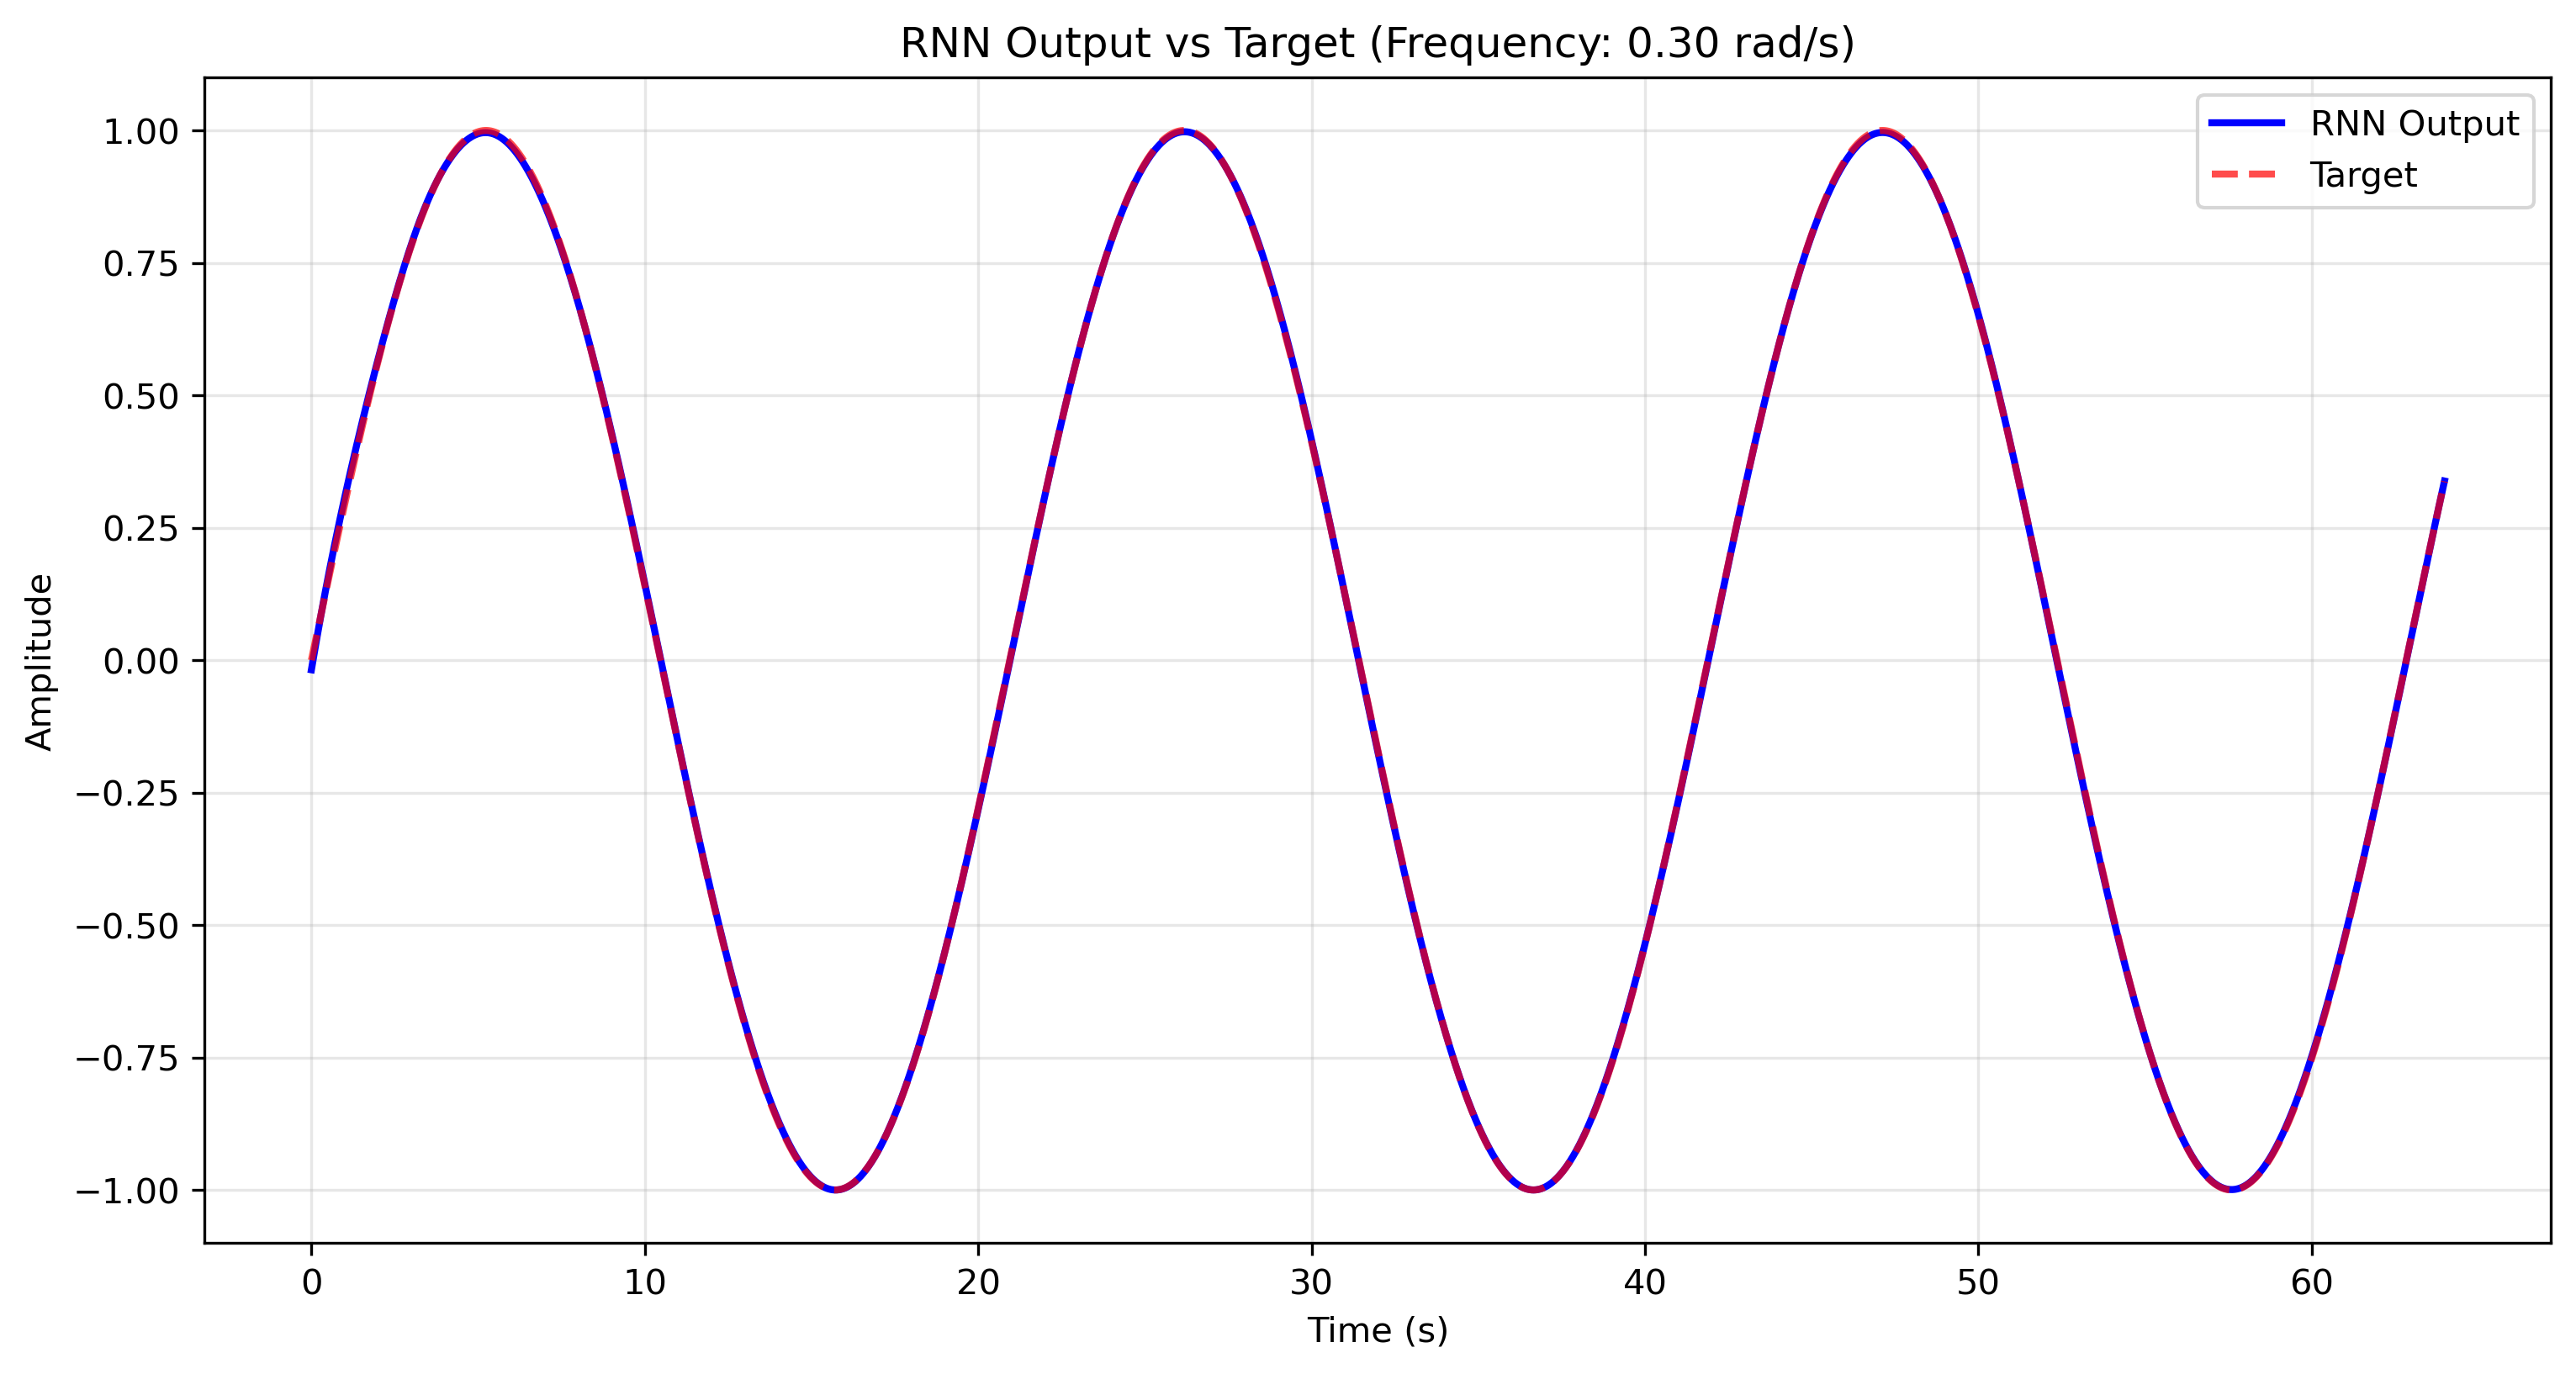 RNN Output vs Target (Frequency: 0.30 rad/s)
RNN Output
Target
1.00
0.75
0.50
0.25
0.00
−0.25
−0.50
−0.75
−1.00
Amplitude
0 10 20 30 40 50 60
Time (s)